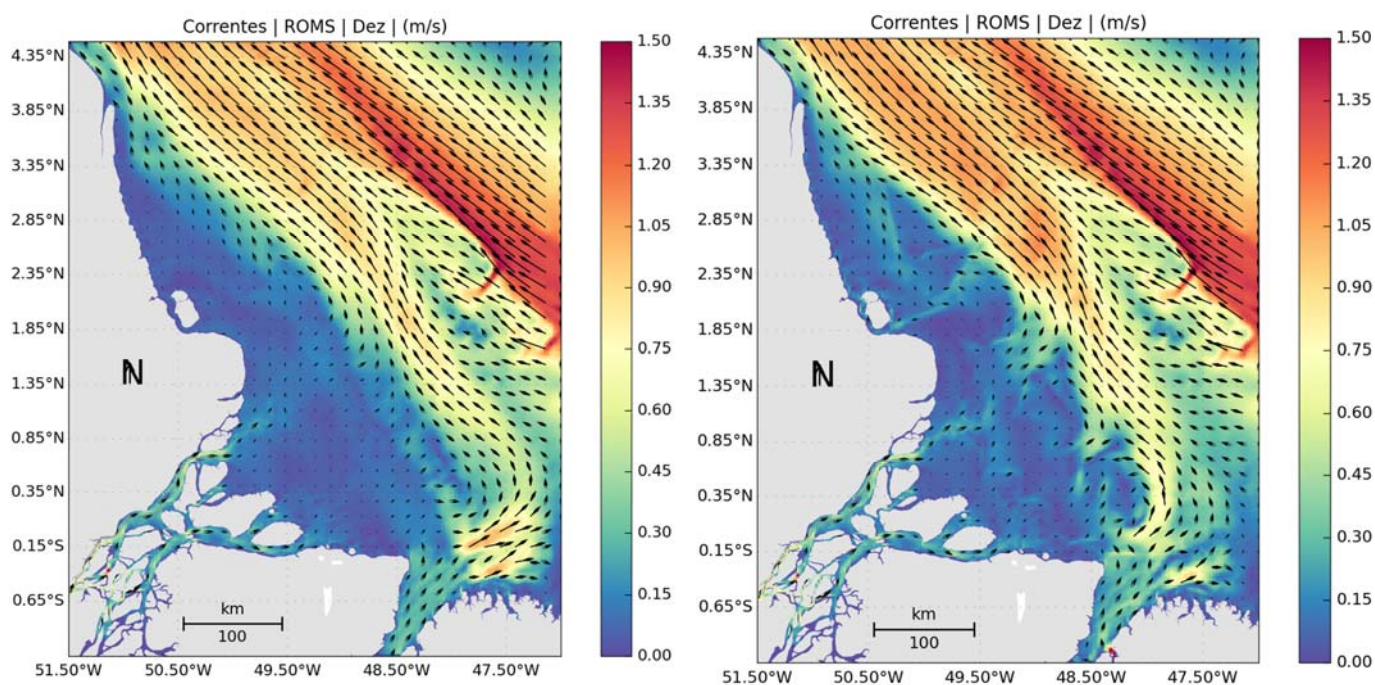 Correntes | ROMS | Dez | (m/s)
4.35°N
3.85°N
3.35°N
2.85°N
2.35°N
1.85°N
1.35°N
0.85°N
0.35°N
0.15°S
0.65°S
N
km
100
51.50°W 50.50°W 49.50°W 48.50°W 47.50°W
1.50
1.35
1.20
1.05
0.90
0.75
0.60
0.45
0.30
0.15
0.00
Correntes | ROMS | Dez | (m/s)
4.35°N
3.85°N
3.35°N
2.85°N
2.35°N
1.85°N
1.35°N
0.85°N
0.35°N
0.15°S
0.65°S
N
km
100
51.50°W 50.50°W 49.50°W 48.50°W 47.50°W
1.50
1.35
1.20
1.05
0.90
0.75
0.60
0.45
0.30
0.15
0.00